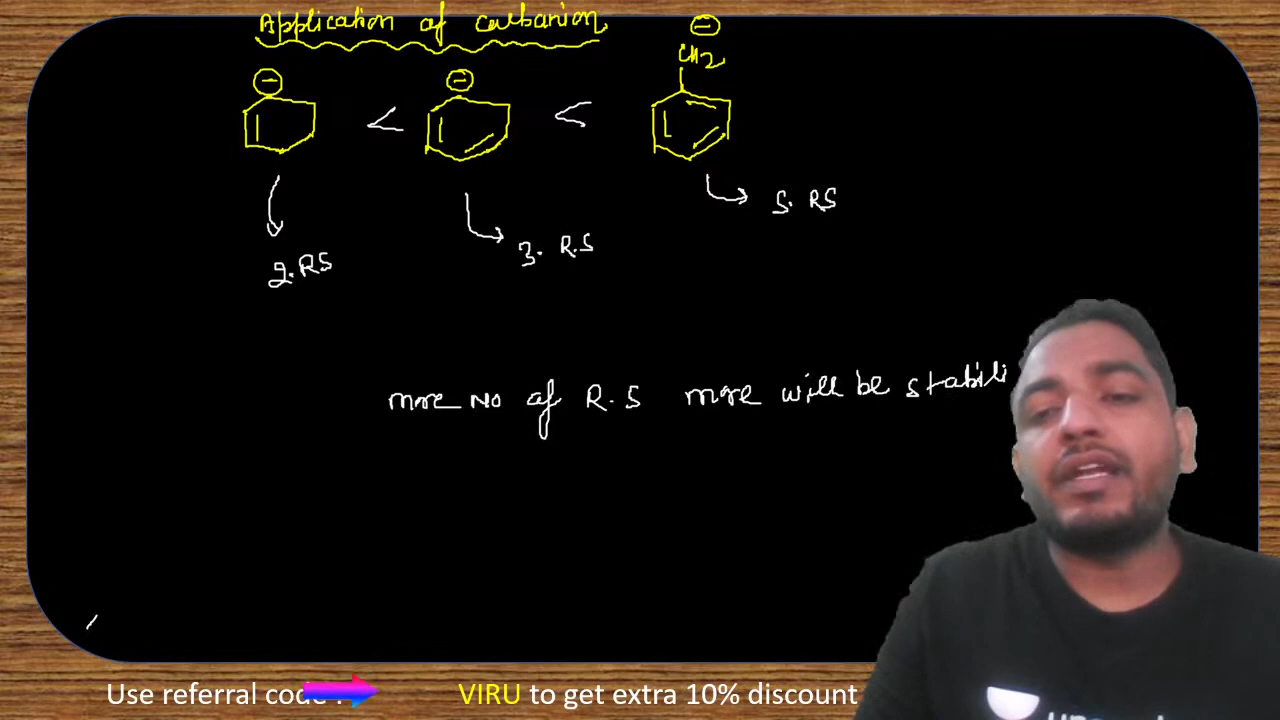 Application of carbanion
⊖
CH2
⊖ < ⊖ <
2. RS
3. R.S
5. RS
more No of R.S more will be stabili
Use referral code :
VIRU to get extra 10% discount